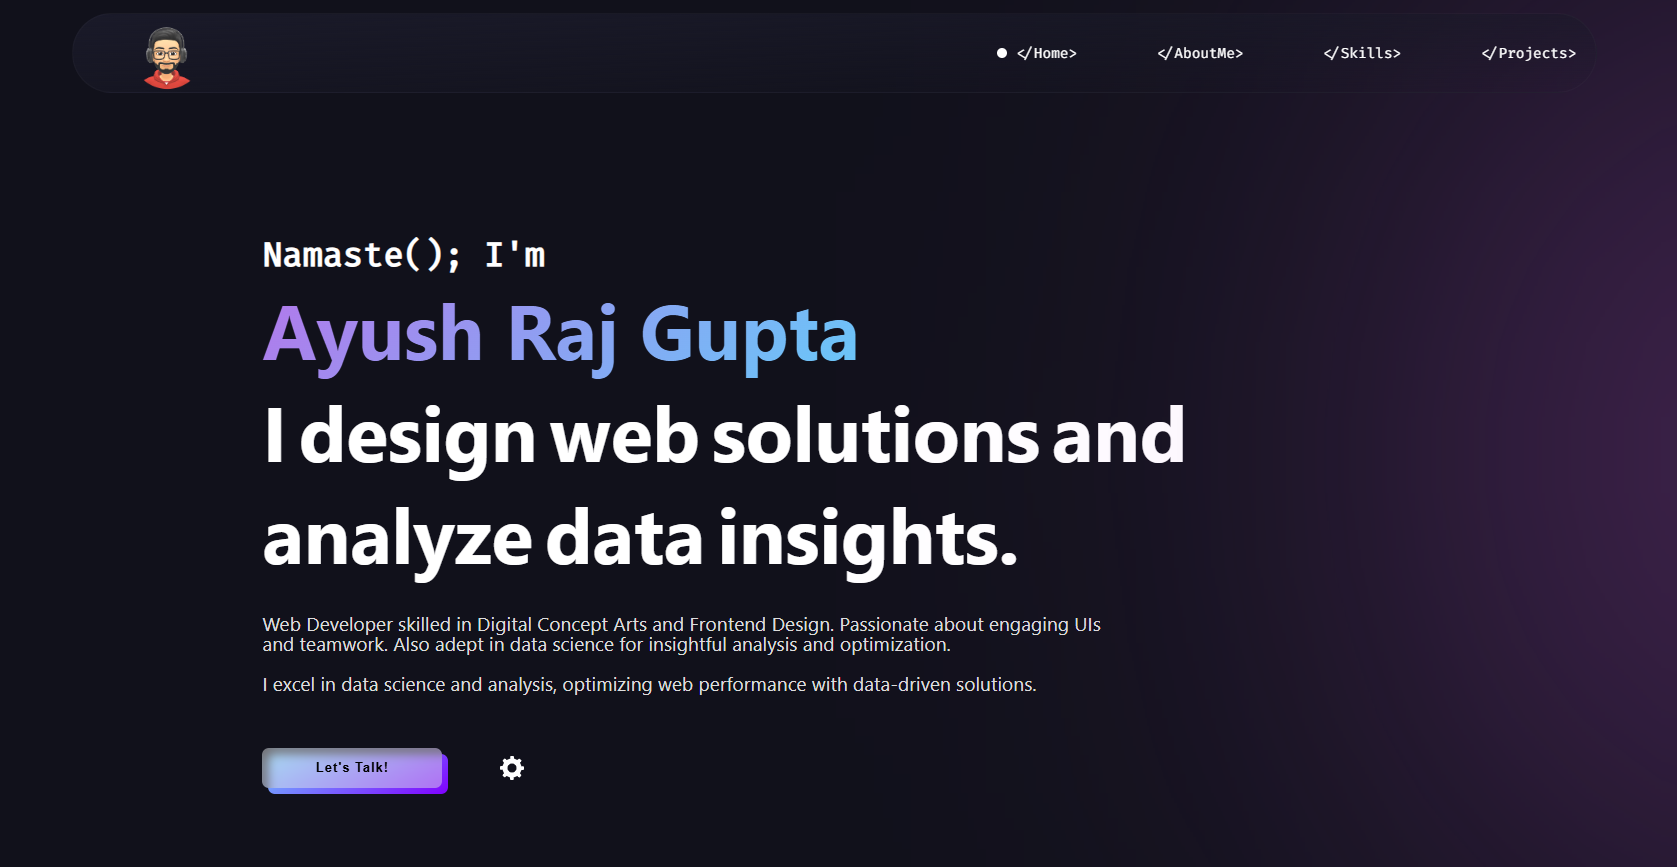 </Home>
</AboutMe>
</Skills>
</Projects>
Namaste(); I'm
Ayush Raj Gupta
I design web solutions and
analyze data insights.
Web Developer skilled in Digital Concept Arts and Frontend Design. Passionate about engaging UIs
and teamwork. Also adept in data science for insightful analysis and optimization.
I excel in data science and analysis, optimizing web performance with data-driven solutions.
Let's Talk!